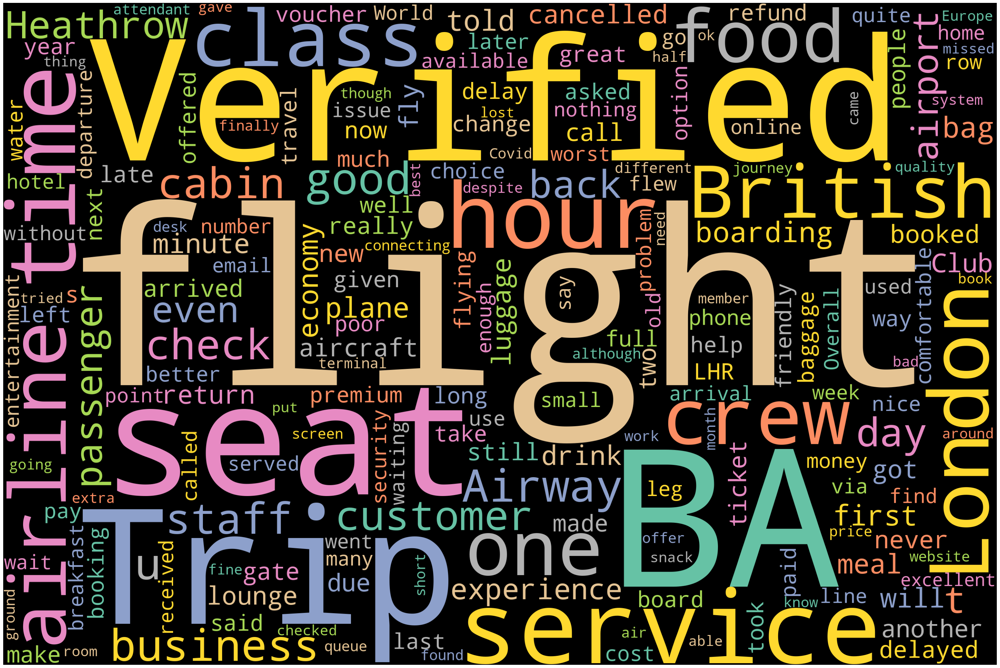 attendant
gave
voucher
World
told
cancelled
refund
quite
Europe
Heathrow
class
food
year
later
go
ok
home
thing
available
great
half
missed
row
Verified
people
airport
departure
offered
travel
though
fly
delay
asked
option
came
system
water
issue
lost
nothing
finally
now
change
call
online
bag
time
much
Covid
worst
hotel
late
cabin
good
best
choice
back
different
journey
quality
despite
flew
British
next
well
hour
without
desk
number
really
problem
need
boarding
booked
minute
economy
new
connecting
email
flying
luggage
comfortable
Club
flight
entertainment
tried
s
passenger
arrived
given
enough
say
old
member
friendly
used
book
left
even
plane
phone
baggage
Overall
way
London
poor
check
aircraft
full
help
terminal
although
two
bad
better
LHR
point
return
premium
long
small
arrival
week
nice
put
security
use
crew
day
seat
screen
waiting
take
work
month
around
going
called
served
still
drink
ticket
money
got
airline
Airway
BA
leg
via
find
extra
pay
staff
customer
made
first
Trip
one
price
never
wait
breakfast
booking
u
received
went
offer
many
snack
paid
meal
website
fine
gate
short
due
excellent
ground
lounge
experience
board
know
line
will
t
said
service
took
checked
air
another
business
last
able
make
room
queue
found
cost
delayed